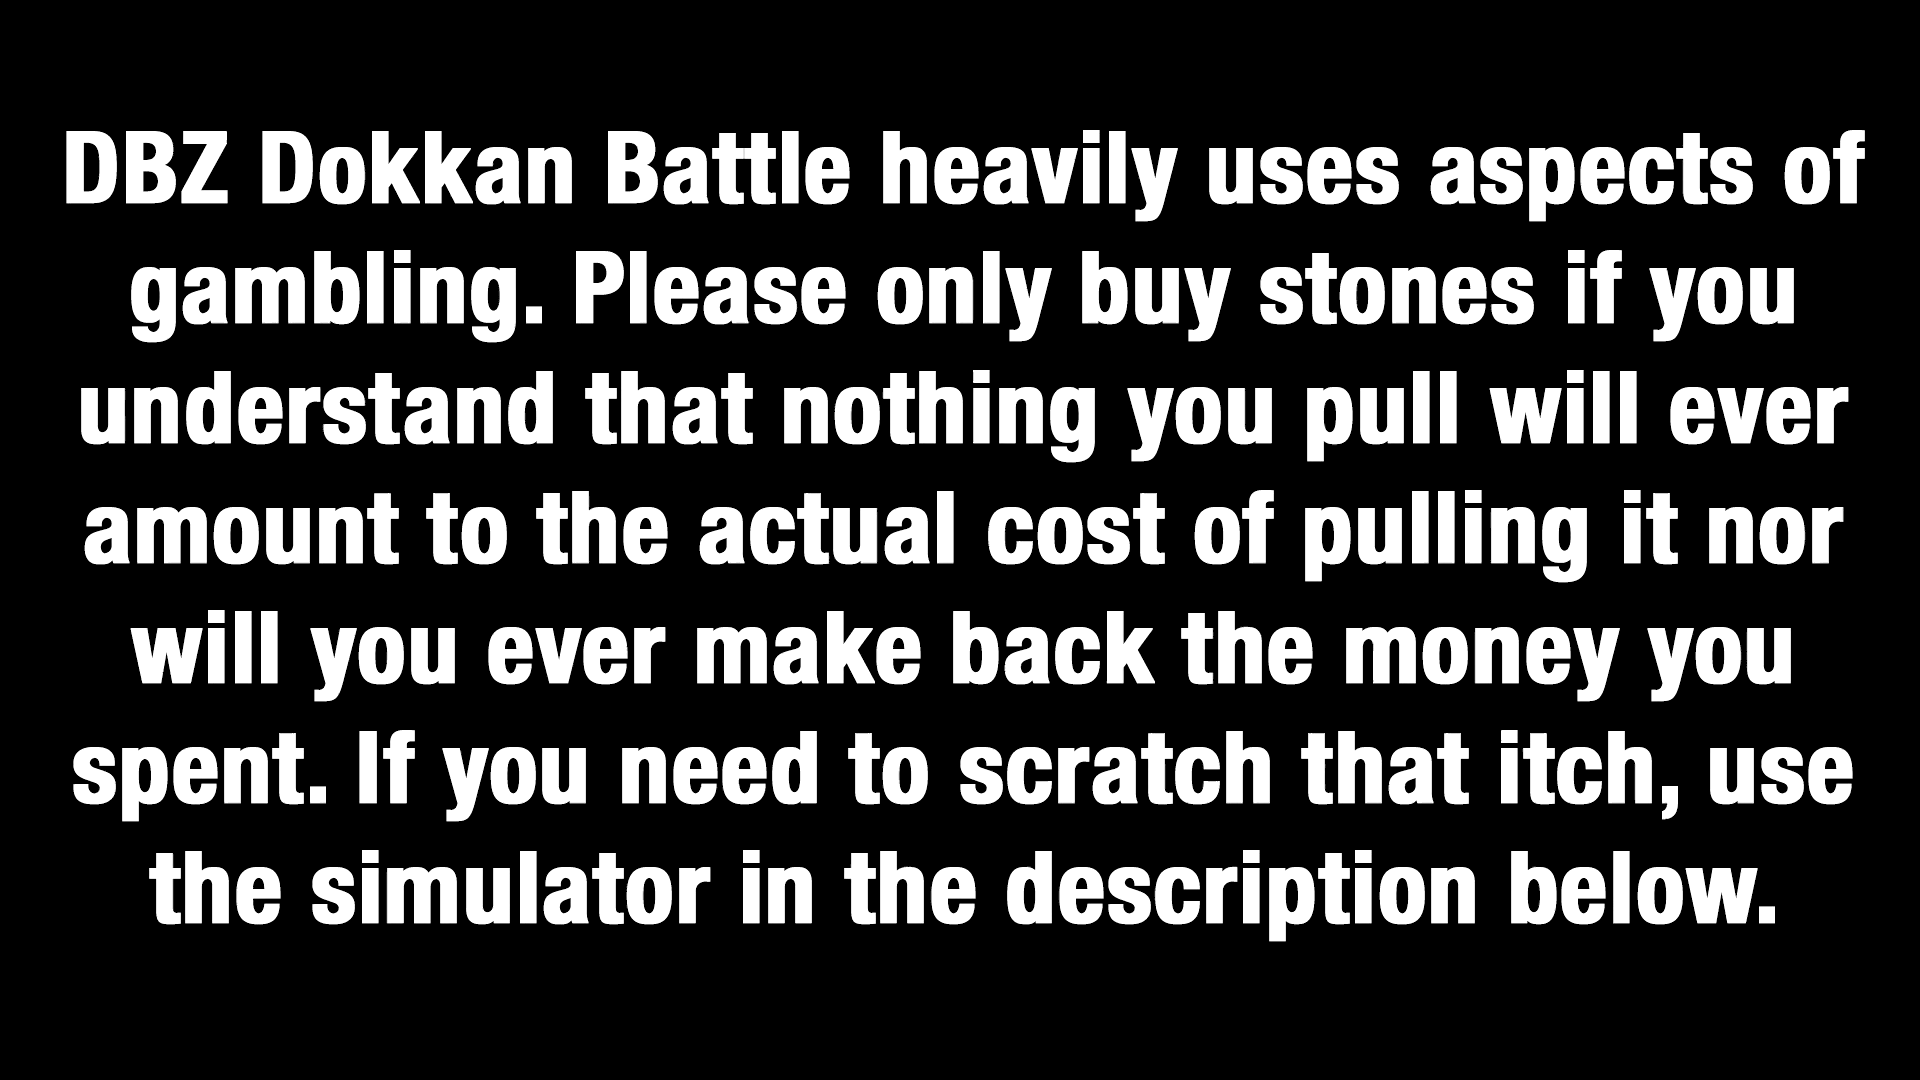 DBZ Dokkan Battle heavily uses aspects of
gambling. Please only buy stones if you
understand that nothing you pull will ever
amount to the actual cost of pulling it nor
will you ever make back the money you
spent. If you need to scratch that itch, use
the simulator in the description below.